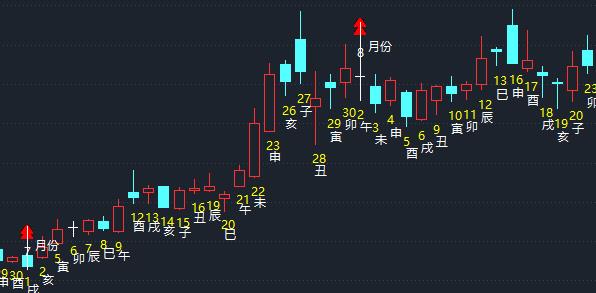 29
30
7 月份
1 戌
2 亥
5 寅
6 卯
7 辰
8 巳
9 午
12 酉
13 戌
14 亥
15 子
16 丑
19 辰
20 巳
21 午
22 未
23 申
26 亥
27 子
28 丑
29 寅
30 卯
8 月份
2 午
3 未
4 申
5 酉
6 戌
9 丑
10 寅
11 卯
12 辰
13 巳
16 申
17 酉
18 戌
19 亥
20 子
23 卯